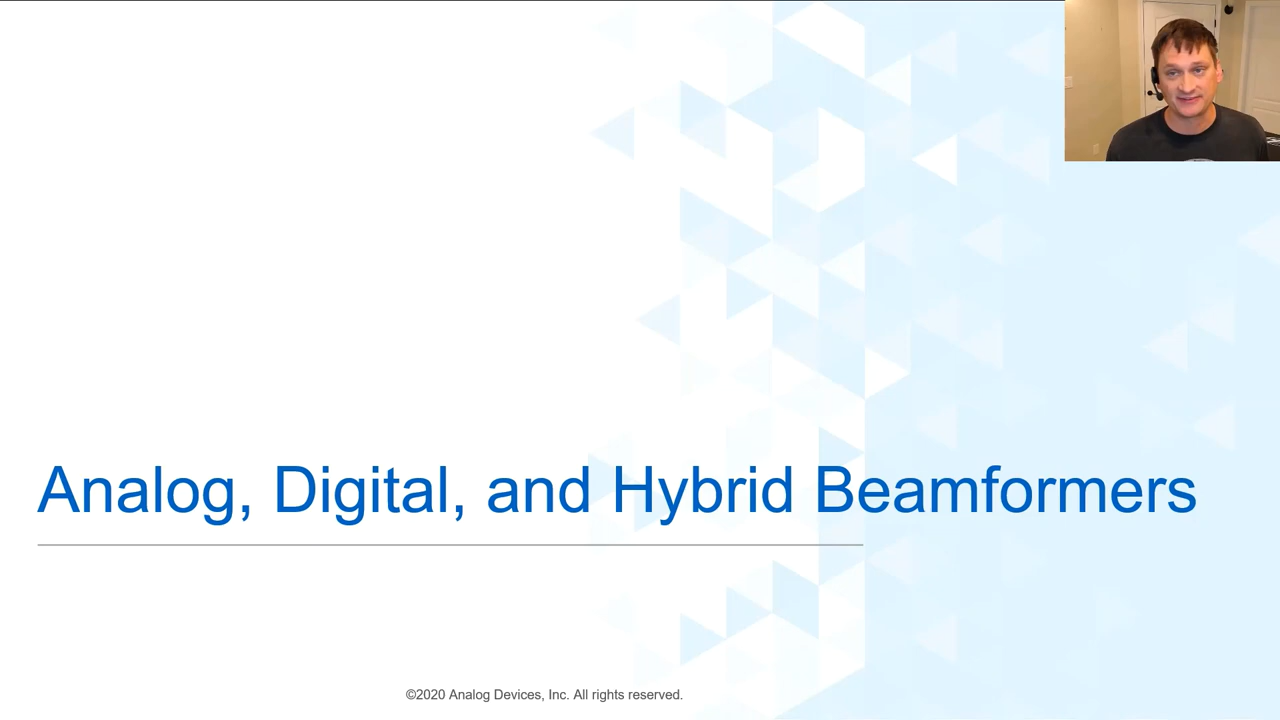 Analog, Digital, and Hybrid Beamformers
©2020 Analog Devices, Inc. All rights reserved.